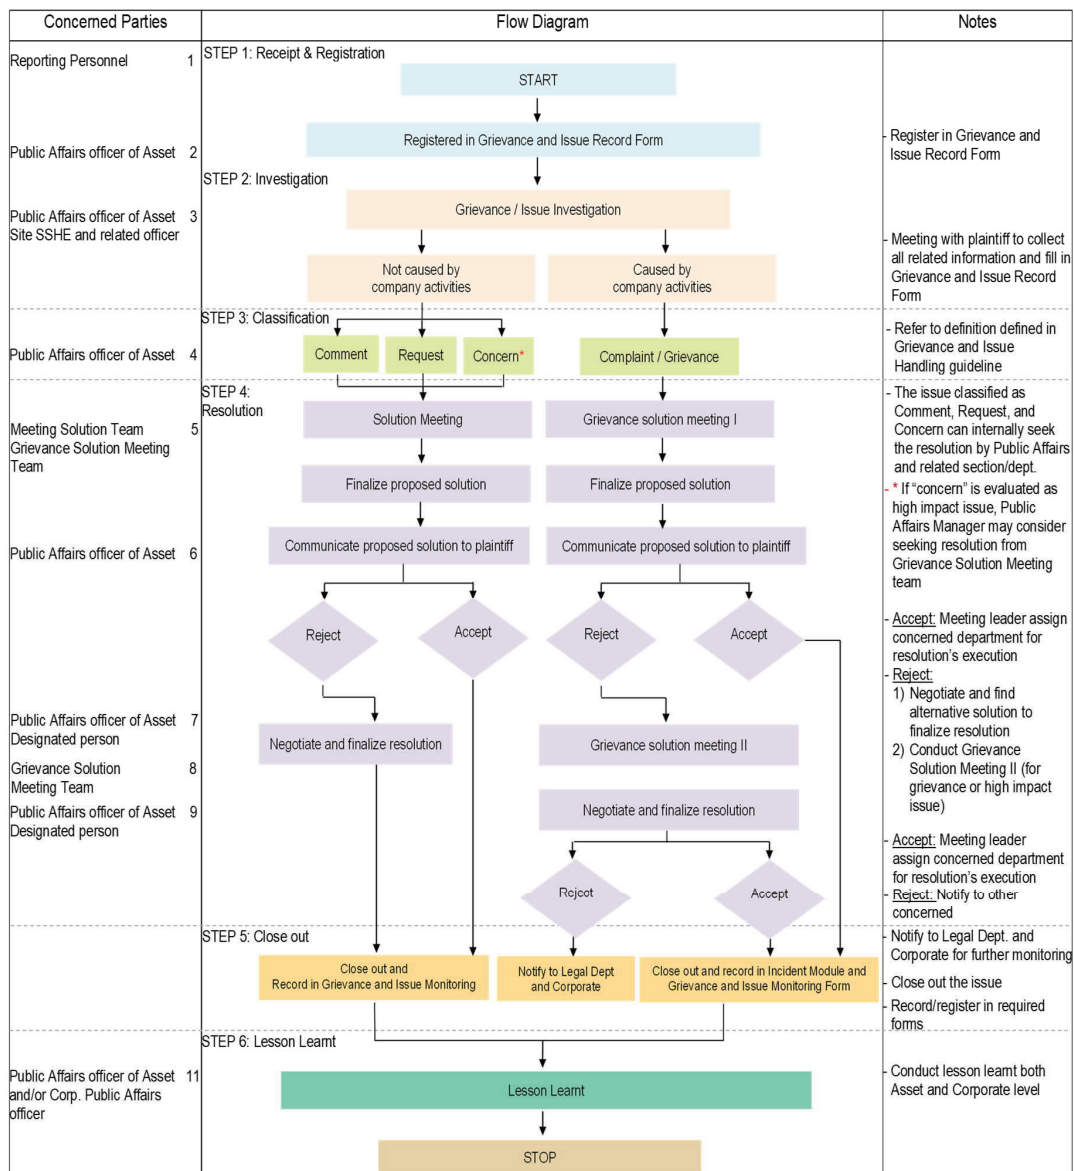 Concerned Parties
Flow Diagram
Notes
Reporting Personnel 1
STEP 1: Receipt & Registration
START
Public Affairs officer of Asset 2
Registered in Grievance and Issue Record Form
- Register in Grievance and
Issue Record Form
STEP 2: Investigation
Public Affairs officer of Asset 3
Site SSHE and related officer
Grievance / Issue Investigation
Not caused by
company activities
Caused by
company activities
- Meeting with plaintiff to collect
all related information and fill in
Grievance and Issue Record
Form
STEP 3: Classification
Public Affairs officer of Asset 4
Comment
Request
Concern*
Complaint / Grievance
- Refer to definition defined in
Grievance and Issue
Handling guideline
STEP 4:
Resolution
Meeting Solution Team 5
Grievance Solution Meeting
Team
Solution Meeting
Grievance solution meeting I
Finalize proposed solution
Finalize proposed solution
- The issue classified as
Comment, Request, and
Concern can internally seek
the resolution by Public Affairs
and related section/dept.
- * If "concern" is evaluated as
high impact issue, Public
Affairs Manager may consider
seeking resolution from
Grievance Solution Meeting
team
Public Affairs officer of Asset 6
Communicate proposed solution to plaintiff
Communicate proposed solution to plaintiff
Reject
Accept
Reject
Accept
- Accept: Meeting leader assign
concerned department for
resolution's execution
- Reject:
1) Negotiate and find
alternative solution to
finalize resolution
2) Conduct Grievance
Solution Meeting II (for
grievance or high impact
issue)
Public Affairs officer of Asset 7
Designated person
Negotiate and finalize resolution
Grievance solution meeting II
Grievance Solution 8
Meeting Team
Public Affairs officer of Asset 9
Designated person
Negotiate and finalize resolution
Reject
Accept
- Accept: Meeting leader
assign concerned department
for resolution's execution
- Reject: Notify to other
concerned
STEP 5: Close out
Close out and
Record in Grievance and Issue Monitoring
Notify to Legal Dept
and Corporate
Close out and record in Incident Module and
Grievance and Issue Monitoring Form
- Notify to Legal Dept. and
Corporate for further monitoring
- Close out the issue
- Record/register in required
forms
STEP 6: Lesson Learnt
Public Affairs officer of Asset 11
and/or Corp. Public Affairs
officer
Lesson Learnt
- Conduct lesson learnt both
Asset and Corporate level
STOP